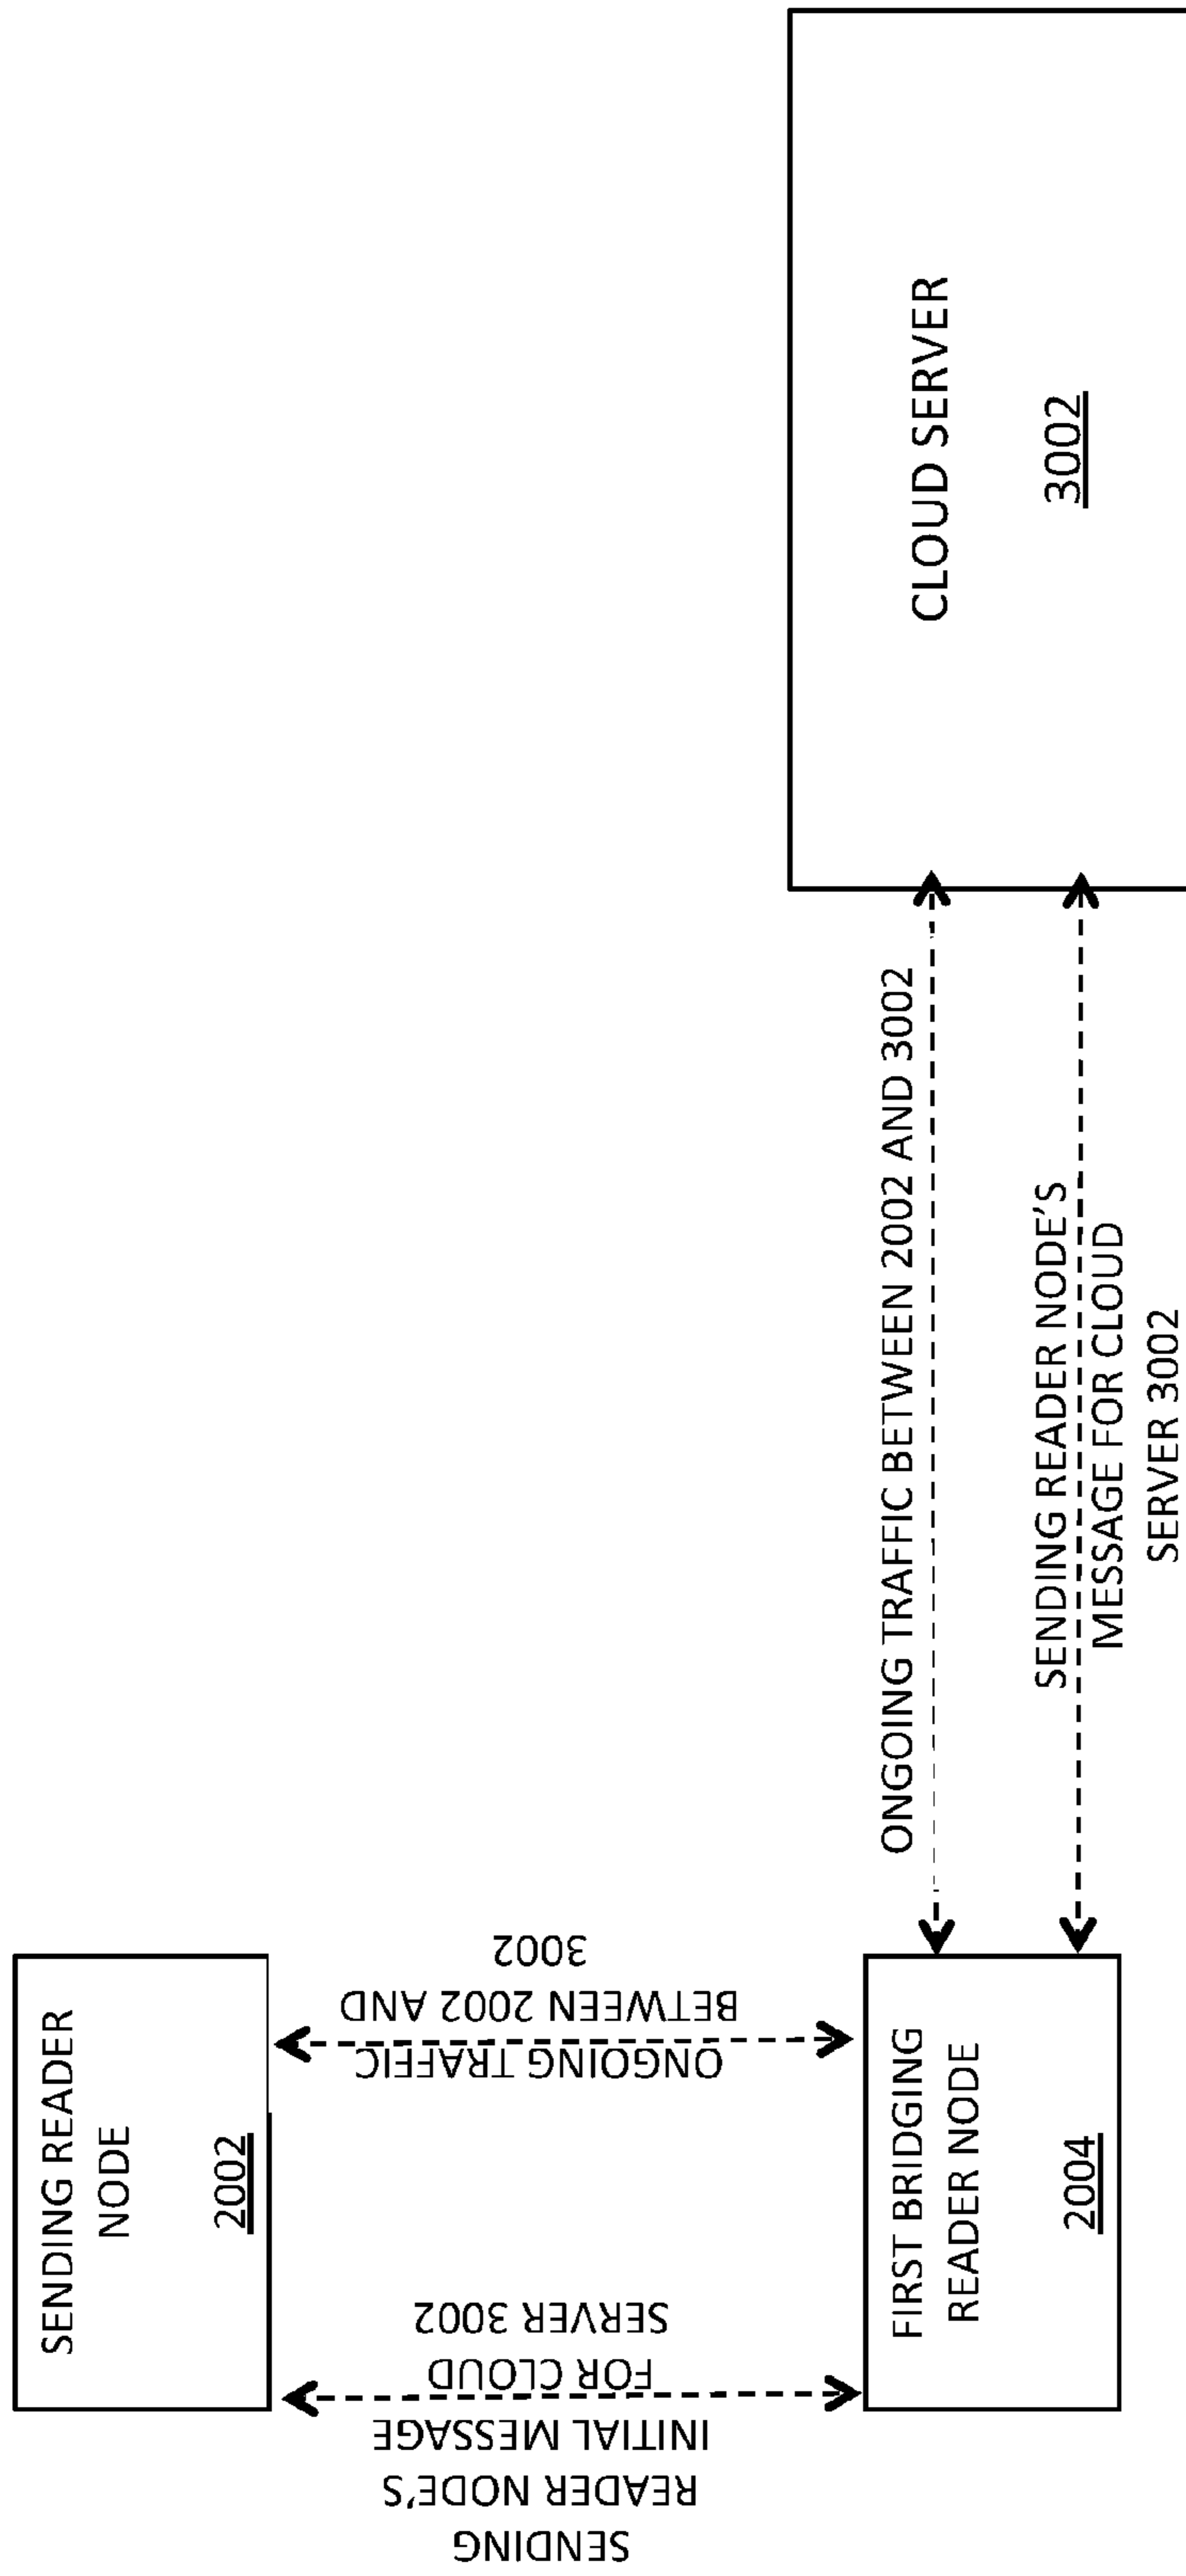 SENDING READER
NODE
2002
SENDING
READER NODE'S
INITIAL MESSAGE
FOR CLOUD
SERVER 3002
ONGOING TRAFFIC
BETWEEN 2002 AND
3002
FIRST BRIDGING
READER NODE
2004
ONGOING TRAFFIC BETWEEN 2002 AND 3002
SENDING READER NODE'S
MESSAGE FOR CLOUD
SERVER 3002
CLOUD SERVER
3002